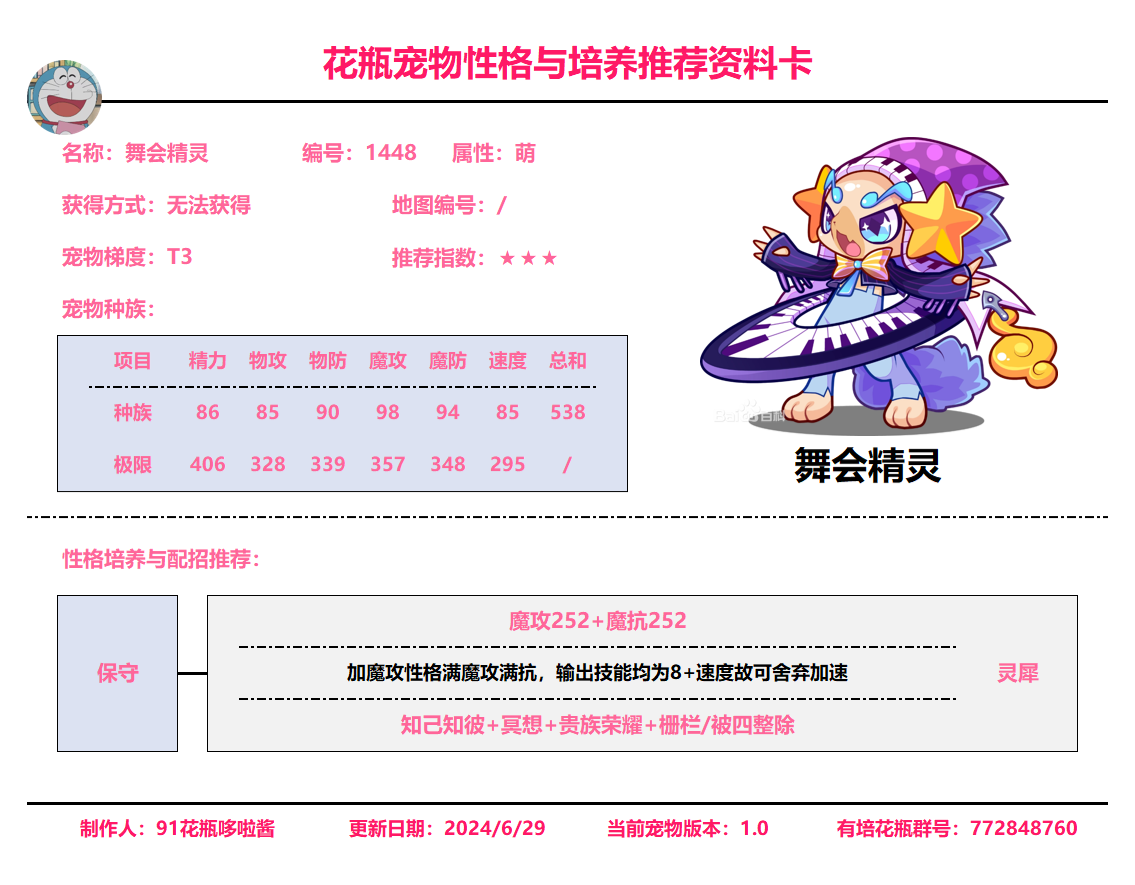 花瓶宠物性格与培养推荐资料卡
名称：舞会精灵 编号：1448 属性：萌
获得方式：无法获得 地图编号：/
宠物梯度：T3 推荐指数：★★★
宠物种族：
项目 精力 物攻 物防 魔攻 魔防 速度 总和
种族 86 85 90 98 94 85 538
极限 406 328 339 357 348 295 /
Bai百科
舞会精灵
性格培养与配招推荐：
魔攻252+魔抗252
保守 加魔攻性格满魔攻满抗，输出技能均为8+速度故可舍弃加速 灵犀
知己知彼+冥想+贵族荣耀+栅栏/被四整除
制作人：91花瓶哆啦酱 更新日期：2024/6/29 当前宠物版本：1.0 有培花瓶群号：772848760